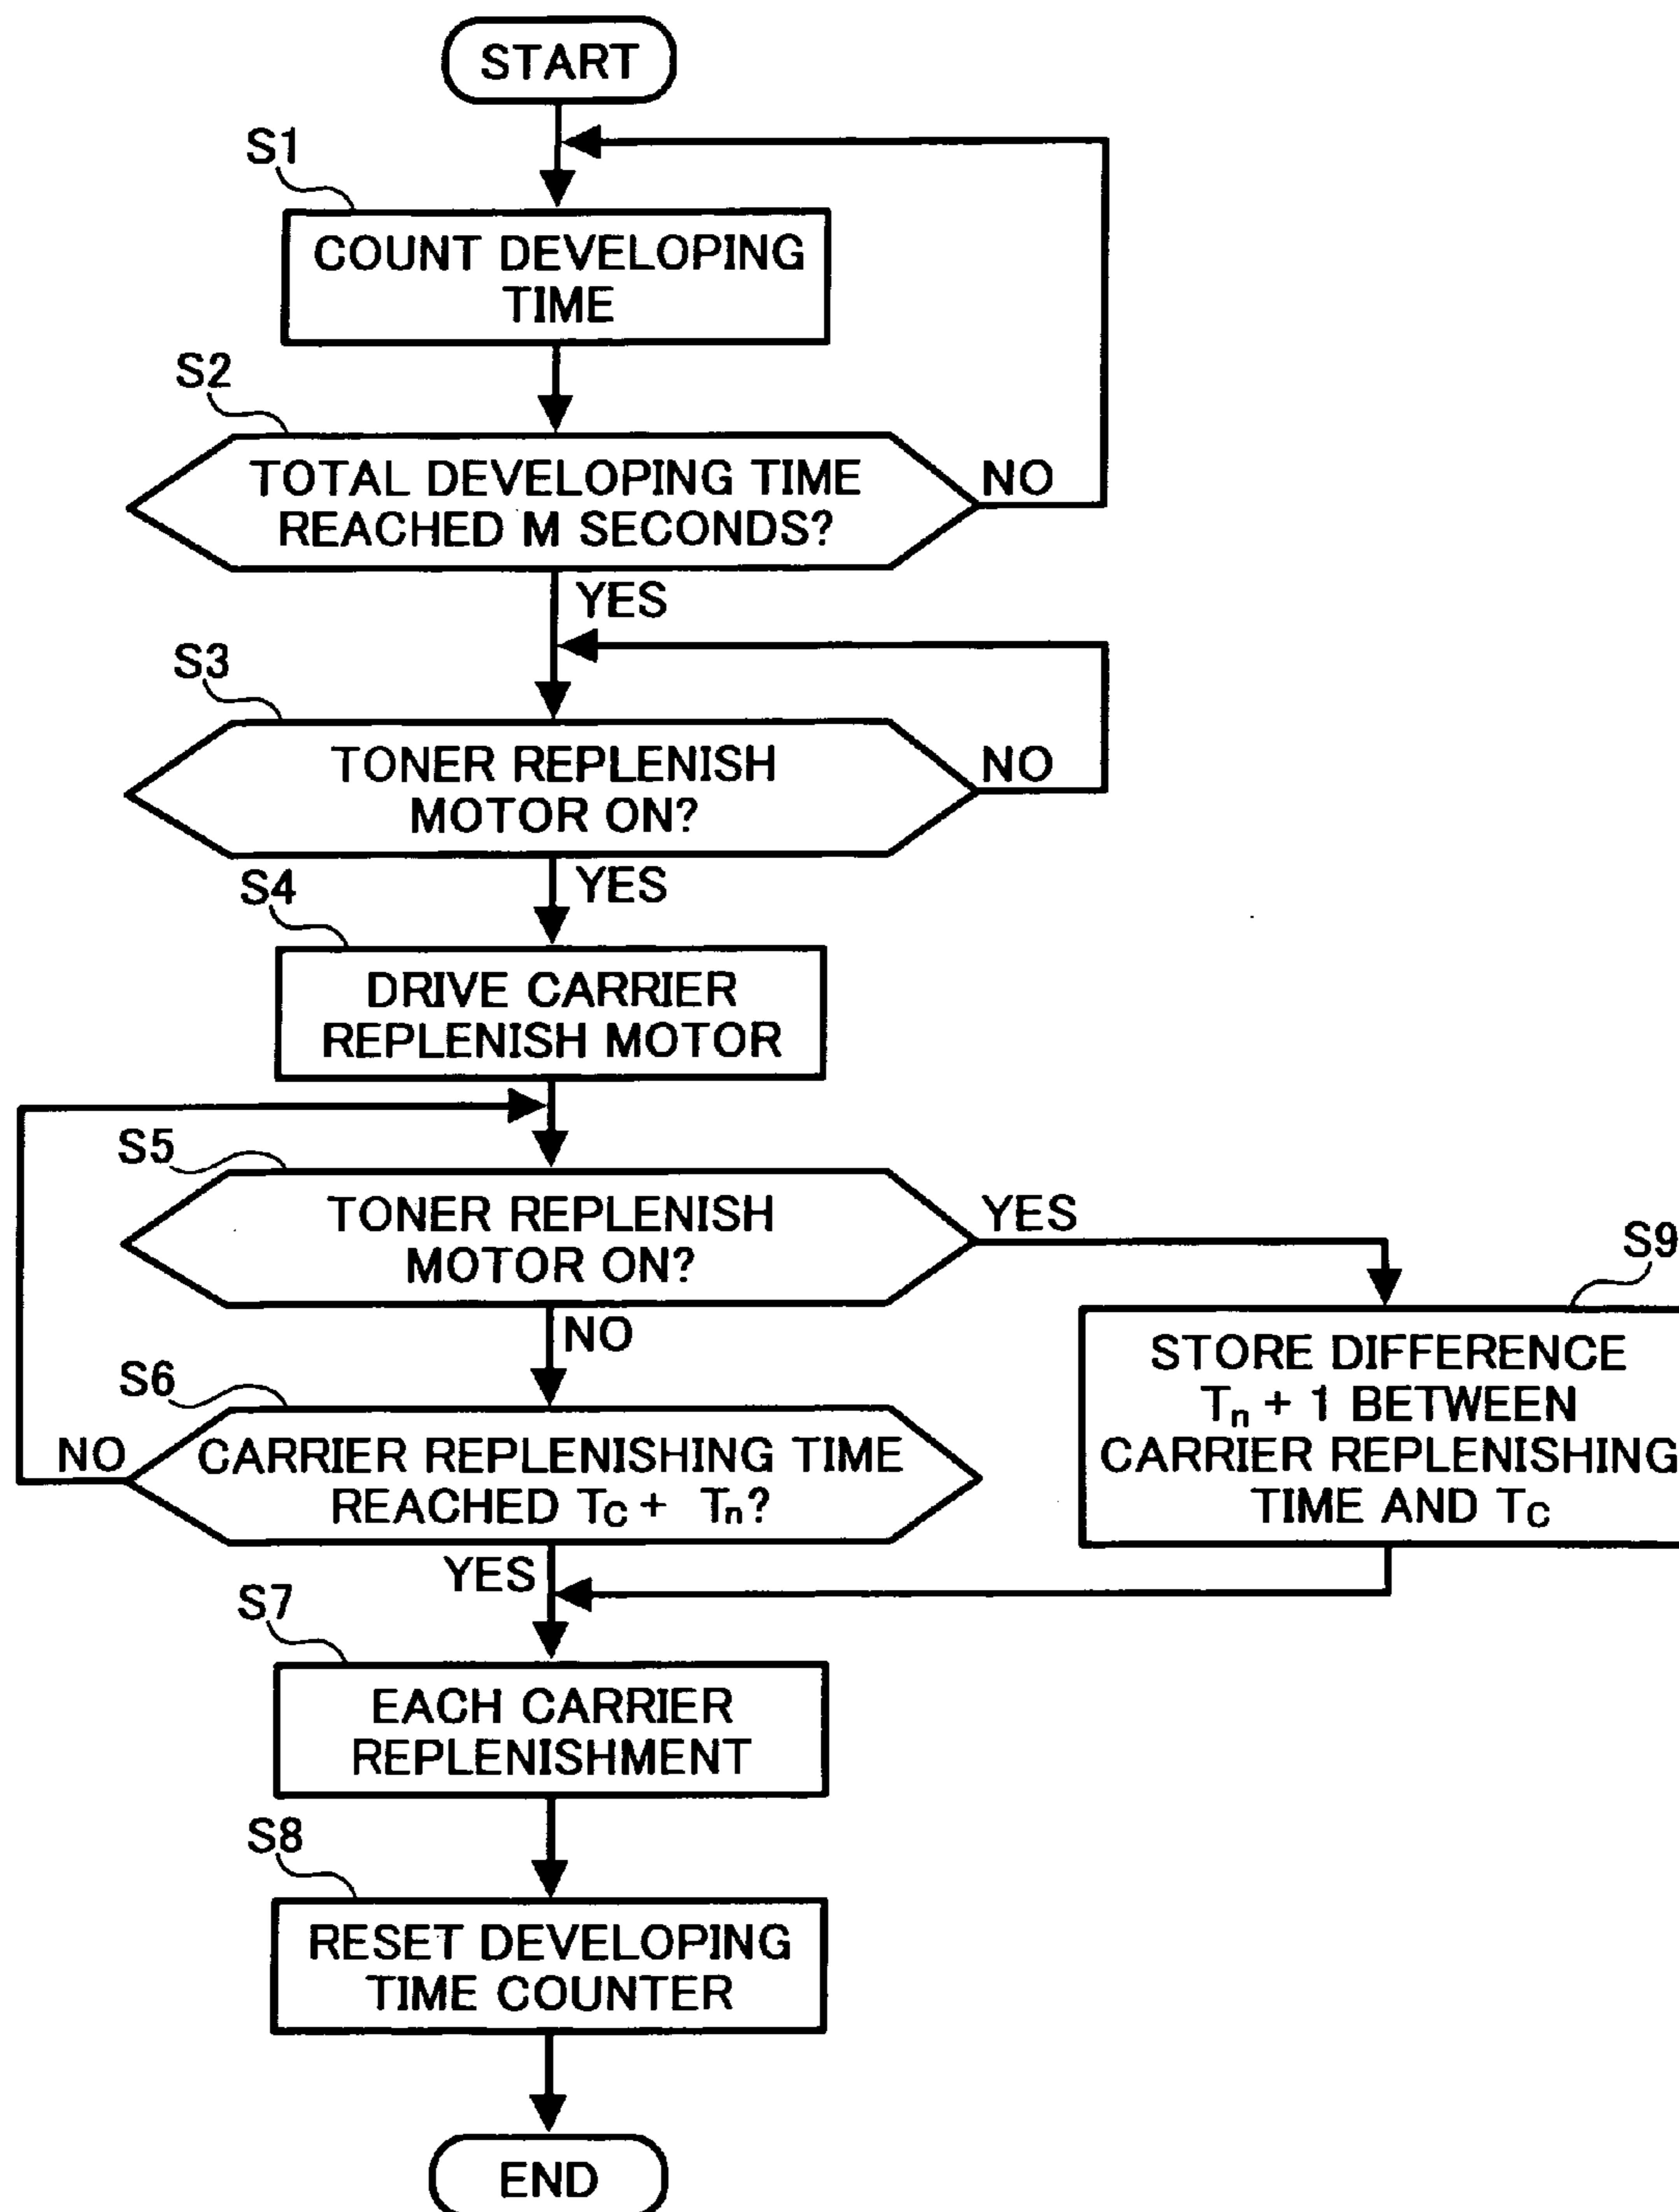 START
S1
COUNT DEVELOPING
TIME
S2
TOTAL DEVELOPING TIME
REACHED M SECONDS?
NO
YES
S3
TONER REPLENISH
MOTOR ON?
NO
YES
S4
DRIVE CARRIER
REPLENISH MOTOR
S5
TONER REPLENISH
MOTOR ON?
YES
NO
S9
STORE DIFFERENCE
Tn + 1 BETWEEN
CARRIER REPLENISHING
TIME AND TC
S6
CARRIER REPLENISHING TIME
REACHED TC + Tn?
NO
YES
S7
EACH CARRIER
REPLENISHMENT
S8
RESET DEVELOPING
TIME COUNTER
END